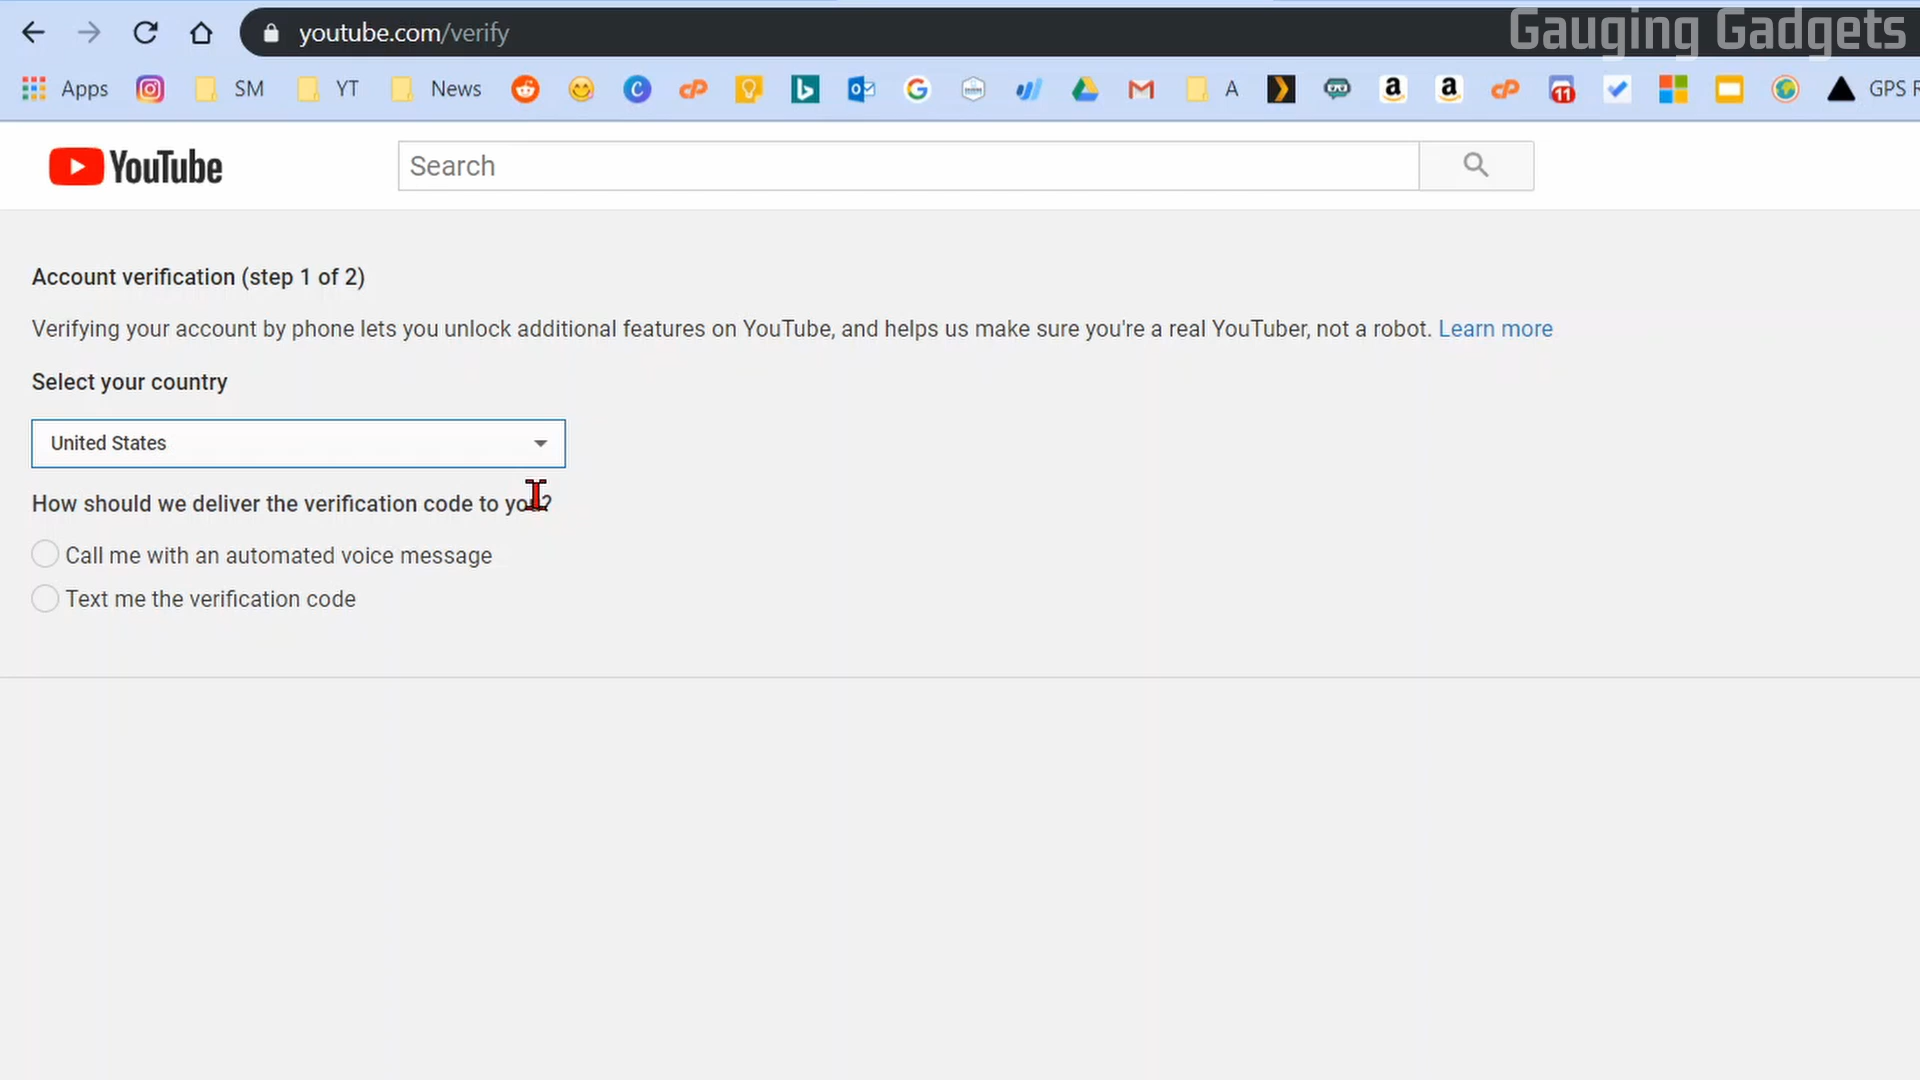 youtube.com/verify
Gauging Gadgets
Apps SM YT News A 11 GPS R
YouTube
Search
Account verification (step 1 of 2)
Verifying your account by phone lets you unlock additional features on YouTube, and helps us make sure you're a real YouTuber, not a robot. Learn more
Select your country
United States
How should we deliver the verification code to you?
Call me with an automated voice message
Text me the verification code